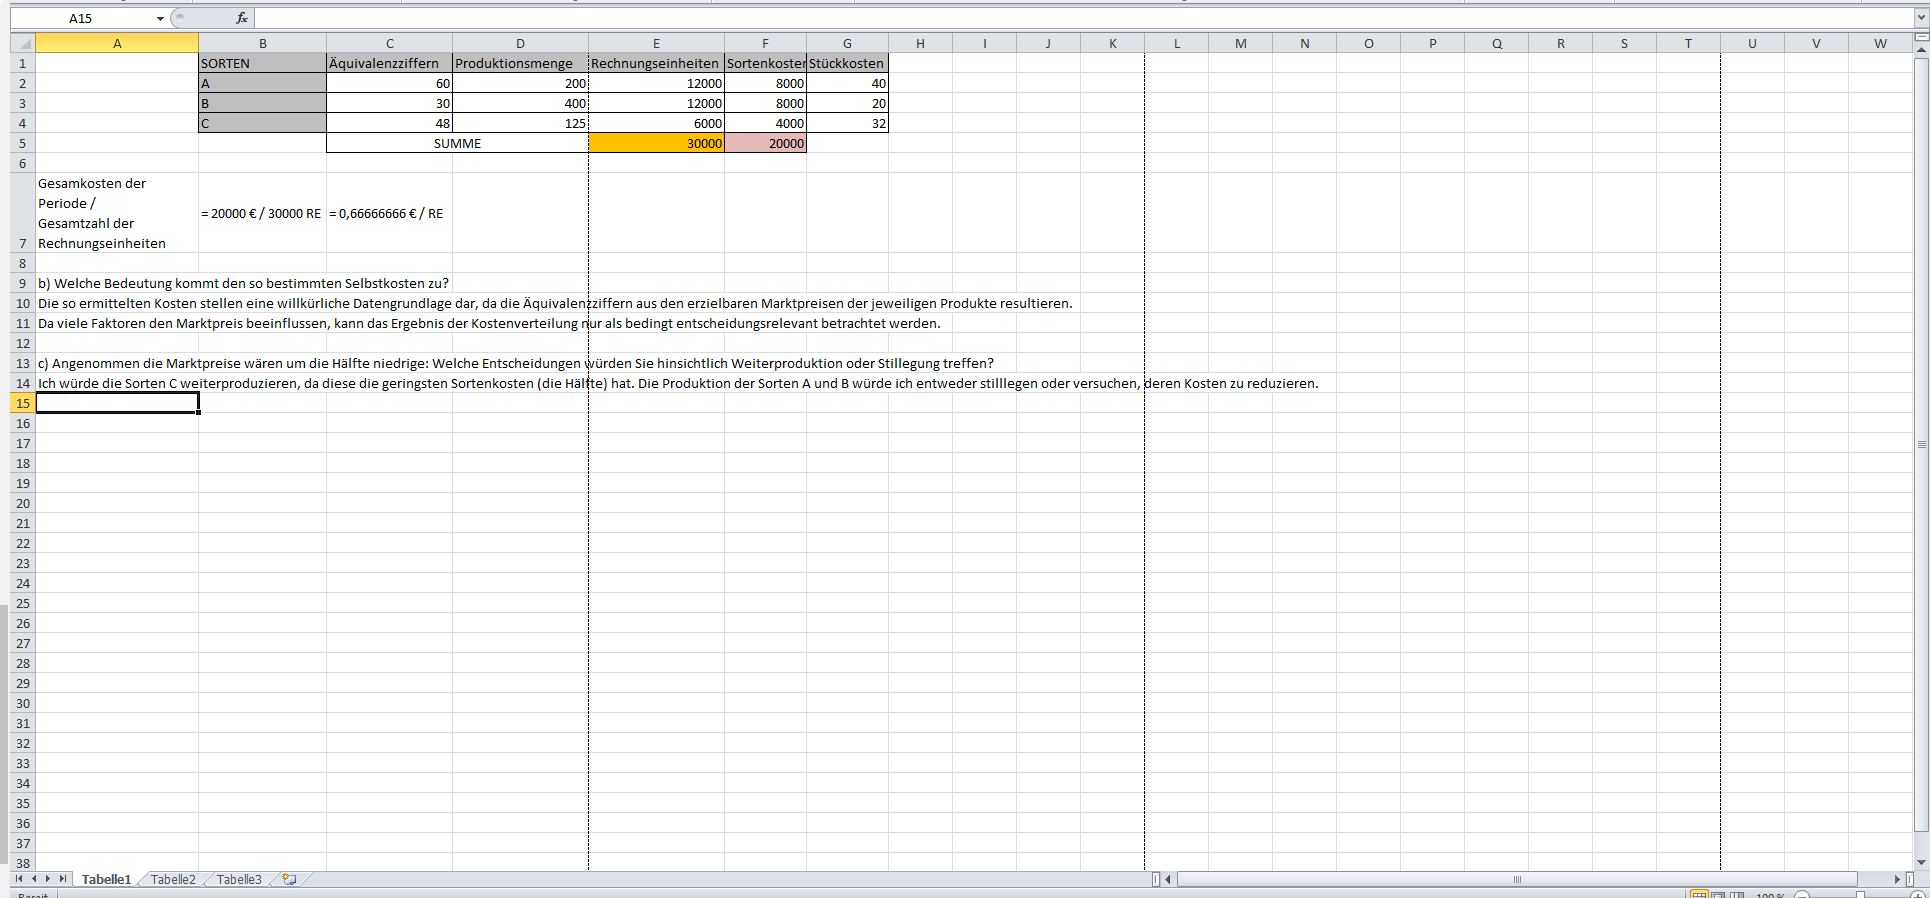 A15
fx
A B C D E F G H I J K L M N O P Q R S T U V W
1 SORTEN Äquivalenzziffern Produktionsmenge Rechnungseinheiten Sortenkosten Stückkosten
2 A 60 200 12000 8000 40
3 B 30 400 12000 8000 20
4 C 48 125 6000 4000 32
5 SUMME 30000 20000
6
Gesamkosten der
Periode /
Gesamtzahl der
7 Rechnungseinheiten = 20000 € / 30000 RE = 0,66666666 € / RE
8
9 b) Welche Bedeutung kommt den so bestimmten Selbstkosten zu?
10 Die so ermittelten Kosten stellen eine willkürliche Datengrundlage dar, da die Äquivalenzziffern aus den erzielbaren Marktpreisen der jeweiligen Produkte resultieren.
11 Da viele Faktoren den Marktpreis beeinflussen, kann das Ergebnis der Kostenverteilung nur als bedingt entscheidungsrelevant betrachtet werden.
12
13 c) Angenommen die Marktpreise wären um die Hälfte niedrige: Welche Entscheidungen würden Sie hinsichtlich Weiterproduktion oder Stillegung treffen?
14 Ich würde die Sorten C weiterproduzieren, da diese die geringsten Sortenkosten (die Hälfte) hat. Die Produktion der Sorten A und B würde ich entweder stilllegen oder versuchen, deren Kosten zu reduzieren.
15
16
17
18
19
20
21
22
23
24
25
26
27
28
29
30
31
32
33
34
35
36
37
38
Tabelle1 Tabelle2 Tabelle3
Bereit 100 %